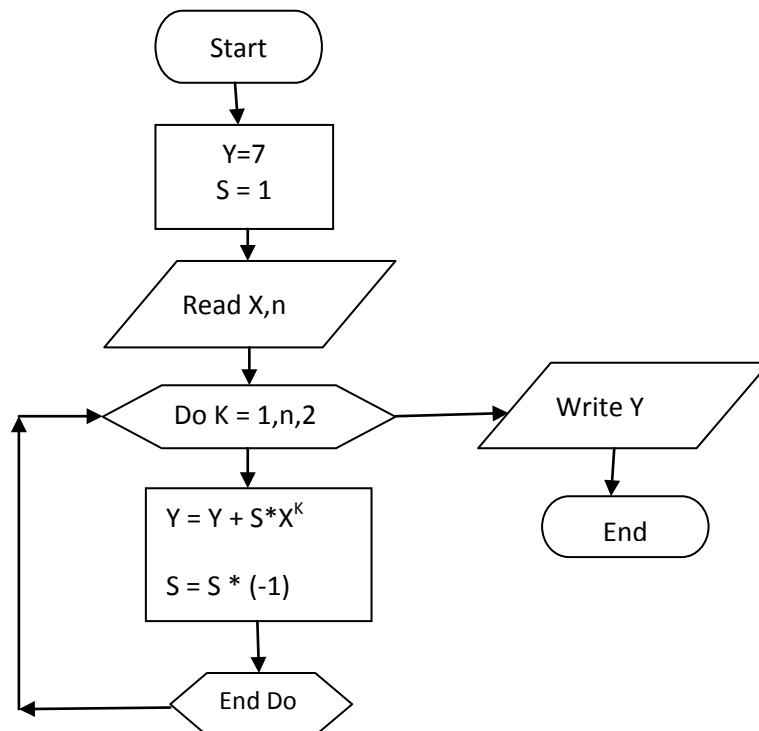 Start
Y=7
S = 1
Read X,n
Do K = 1,n,2
Write Y
Y = Y + S*X^K
S = S * (-1)
End
End Do